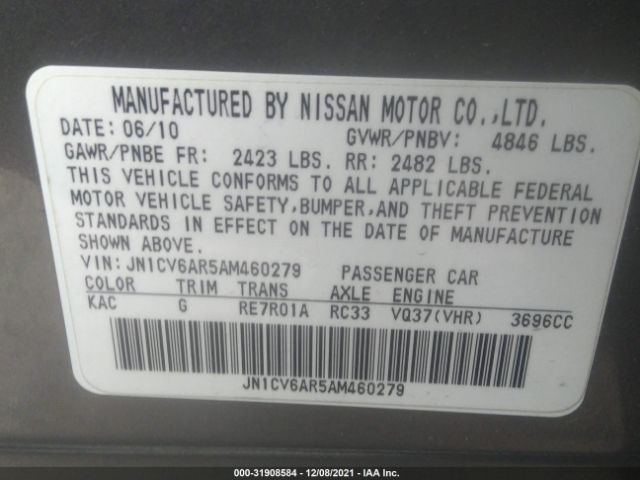 MANUFACTURED BY NISSAN MOTOR CO.,LTD.
DATE: 06/10 GVWR/PNBV: 4846 LBS.
GAWR/PNBE FR: 2423 LBS. RR: 2482 LBS.
THIS VEHICLE CONFORMS TO ALL APPLICABLE FEDERAL
MOTOR VEHICLE SAFETY,BUMPER,AND THEFT PREVENTION
STANDARDS IN EFFECT ON THE DATE OF MANUFACTURE
SHOWN ABOVE.
VIN:JN1CV6AR5AM460279 PASSENGER CAR
COLOR TRIM TRANS AXLE ENGINE
KAC G RE7R01A RC33 VQ37(VHR) 3696CC
JN1CV6AR5AM460279
000-31908584 - 12/08/2021 - IAA Inc.